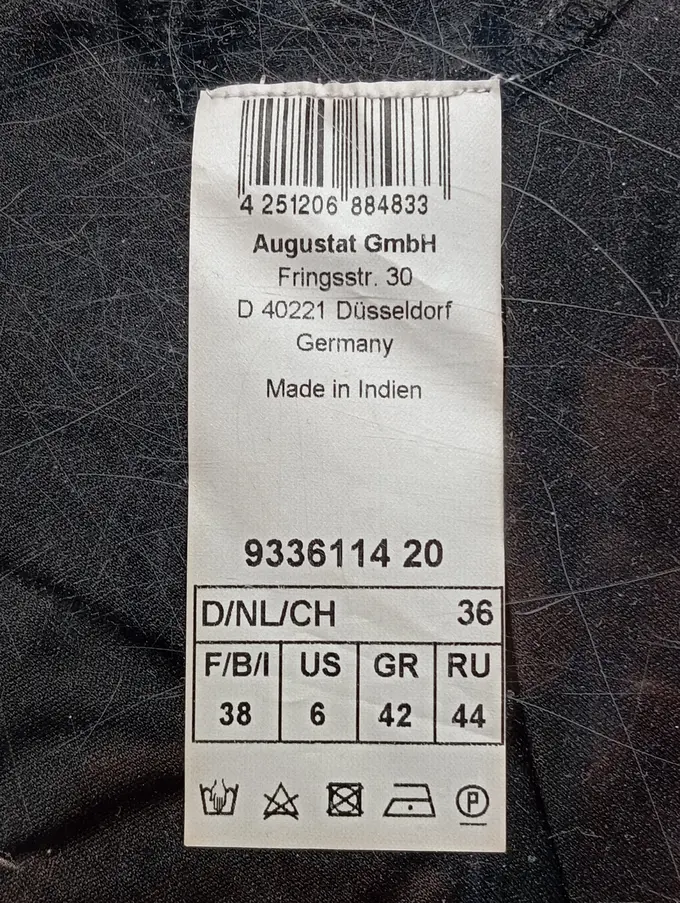 4 251206 884833
Augustat GmbH
Fringsstr. 30
D 40221 Düsseldorf
Germany
Made in Indien
9336114 20
D/NL/CH 36
F/B/I US GR RU
38 6 42 44
P